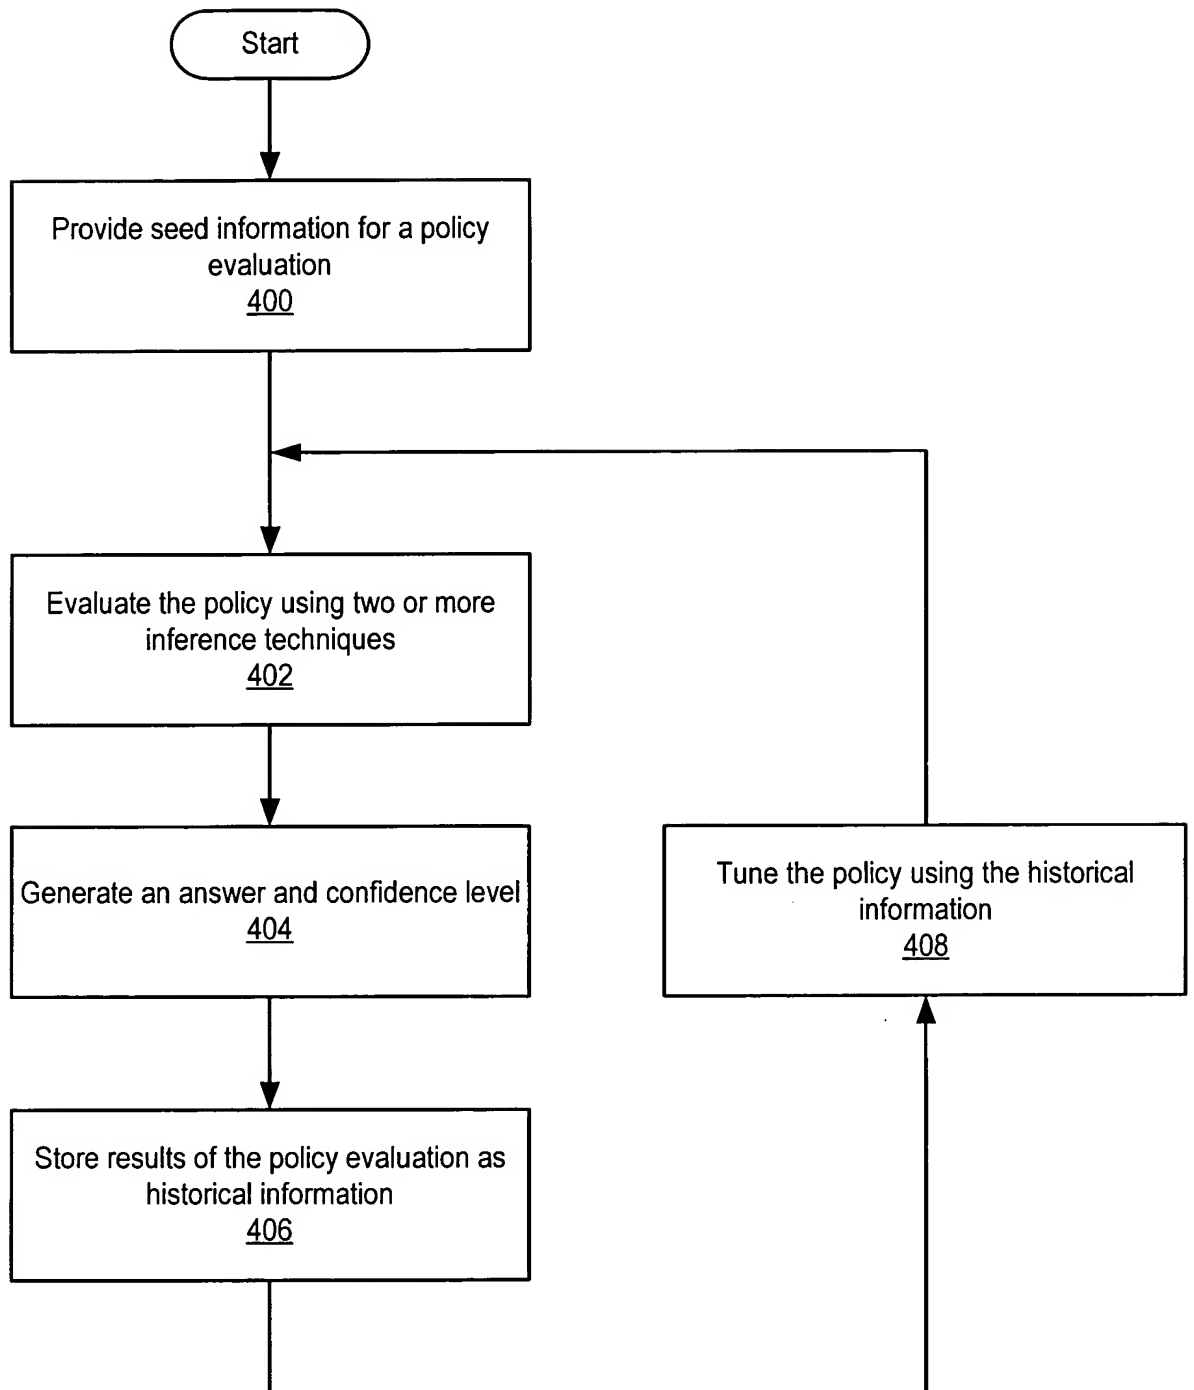 Start
Provide seed information for a policy
evaluation
400
Evaluate the policy using two or more
inference techniques
402
Generate an answer and confidence level
404
Tune the policy using the historical
information
408
Store results of the policy evaluation as
historical information
406